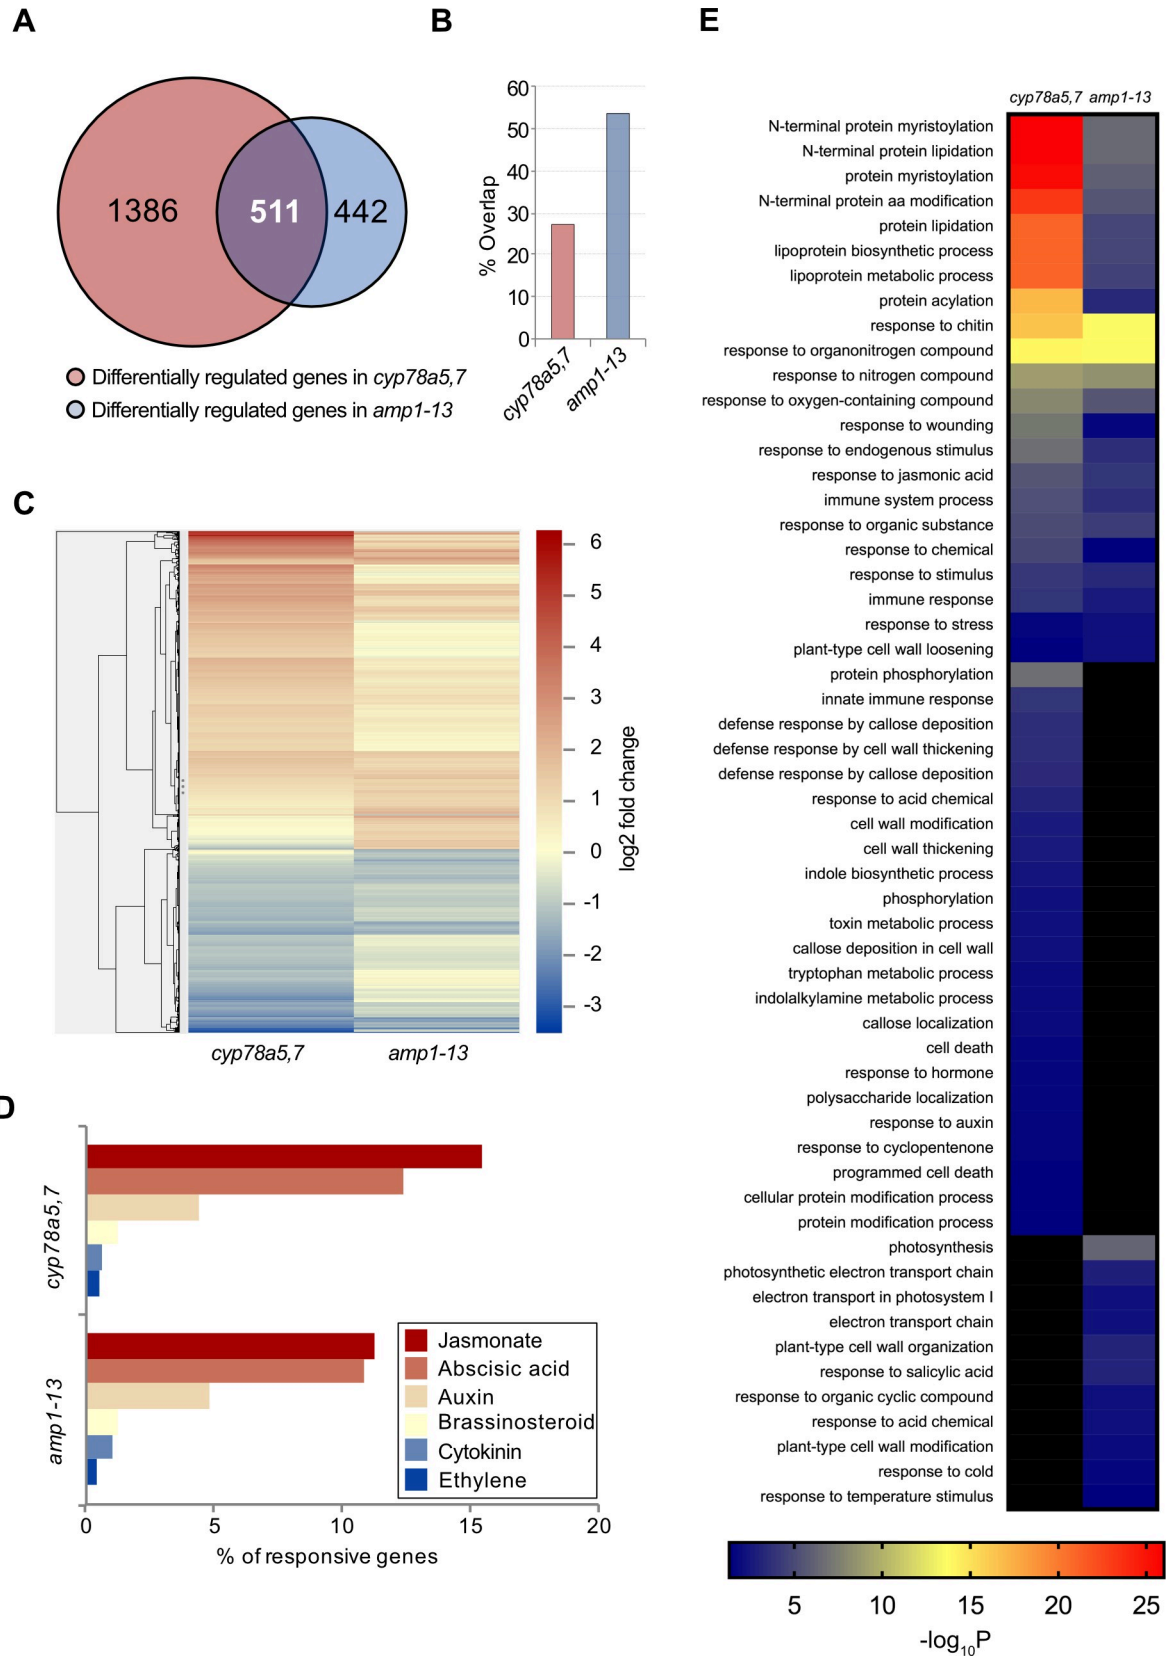 A
1386
511
442
Differentially regulated genes in cyp78a5,7
Differentially regulated genes in amp1-13
B
% Overlap
60
50
40
30
20
10
0
cyp78a5,7
amp1-13
C
6
5
4
3
2
1
0
-1
-2
-3
log2 fold change
cyp78a5,7
amp1-13
D
cyp78a5,7
amp1-13
Jasmonate
Abscisic acid
Auxin
Brassinosteroid
Cytokinin
Ethylene
0
5
10
15
20
% of responsive genes
E
cyp78a5,7 amp1-13
N-terminal protein myristoylation
N-terminal protein lipidation
protein myristoylation
N-terminal protein aa modification
protein lipidation
lipoprotein biosynthetic process
lipoprotein metabolic process
protein acylation
response to chitin
response to organonitrogen compound
response to nitrogen compound
response to oxygen-containing compound
response to wounding
response to endogenous stimulus
response to jasmonic acid
immune system process
response to organic substance
response to chemical
response to stimulus
immune response
response to stress
plant-type cell wall loosening
protein phosphorylation
innate immune response
defense response by callose deposition
defense response by cell wall thickening
defense response by callose deposition
response to acid chemical
cell wall modification
cell wall thickening
indole biosynthetic process
phosphorylation
toxin metabolic process
callose deposition in cell wall
tryptophan metabolic process
indolalkylamine metabolic process
callose localization
cell death
response to hormone
polysaccharide localization
response to auxin
response to cyclopentenone
programmed cell death
cellular protein modification process
protein modification process
photosynthesis
photosynthetic electron transport chain
electron transport in photosystem I
electron transport chain
plant-type cell wall organization
response to salicylic acid
response to organic cyclic compound
response to acid chemical
plant-type cell wall modification
response to cold
response to temperature stimulus
5
10
15
20
25
-log10P